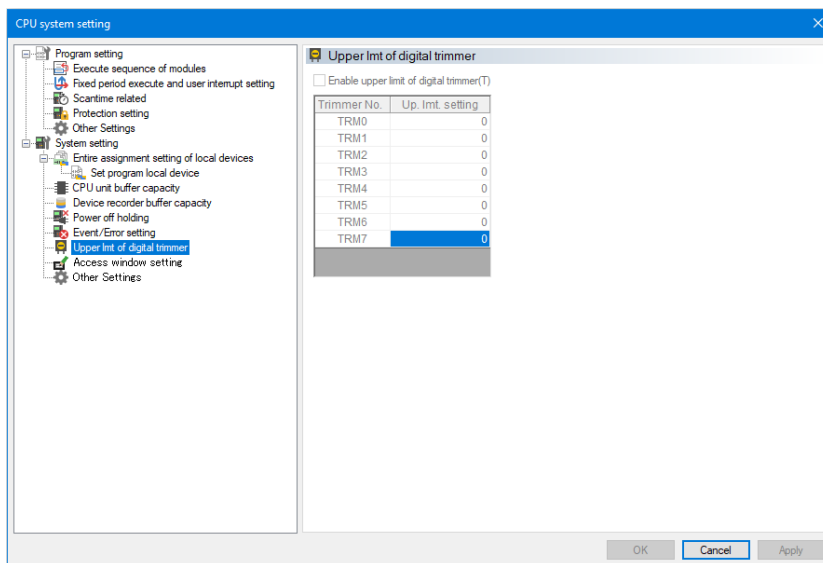 CPU system setting
Program setting
Execute sequence of modules
Fixed period execute and user interrupt setting
Scantime related
Protection setting
Other Settings
System setting
Entire assignment setting of local devices
Set program local device
CPU unit buffer capacity
Device recorder buffer capacity
Power off holding
Event/Error setting
Upper lmt of digital trimmer
Access window setting
Other Settings
Upper lmt of digital trimmer
Enable upper limit of digital trimmer(T)
Trimmer No. Up. lmt. setting
TRM0 0
TRM1 0
TRM2 0
TRM3 0
TRM4 0
TRM5 0
TRM6 0
TRM7 0
OK Cancel Apply